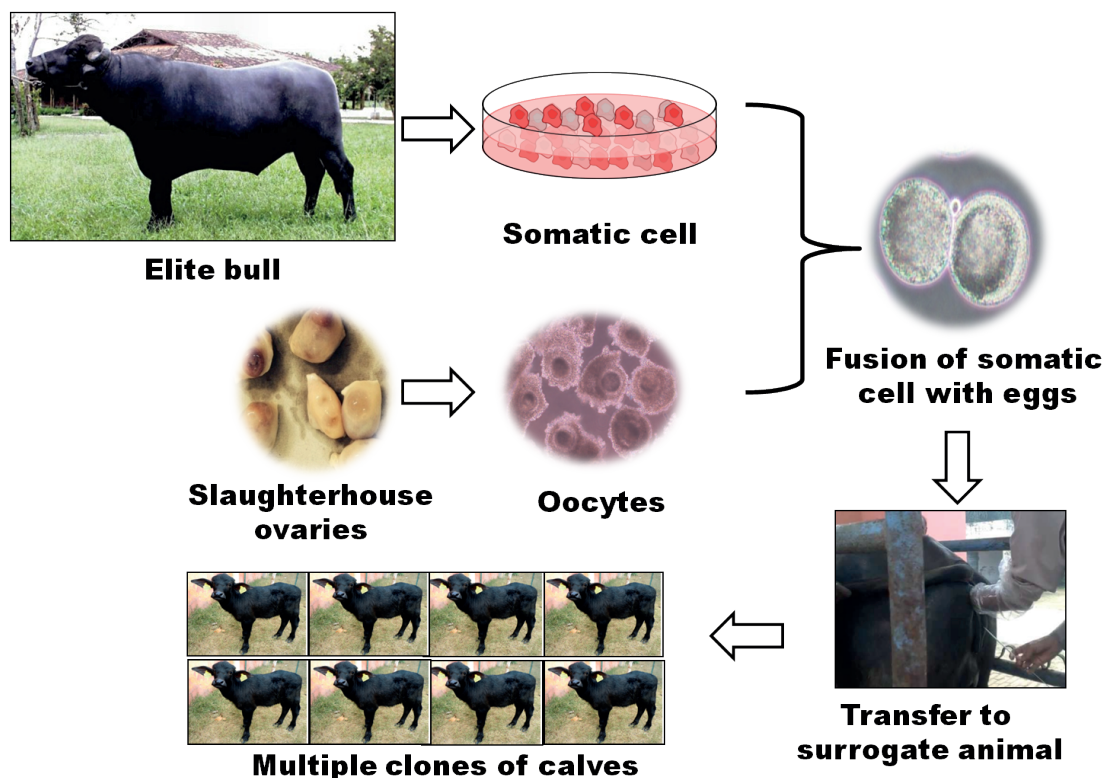 Elite bull
Somatic cell
Slaughterhouse
ovaries
Oocytes
Fusion of somatic
cell with eggs
Transfer to
surrogate animal
Multiple clones of calves